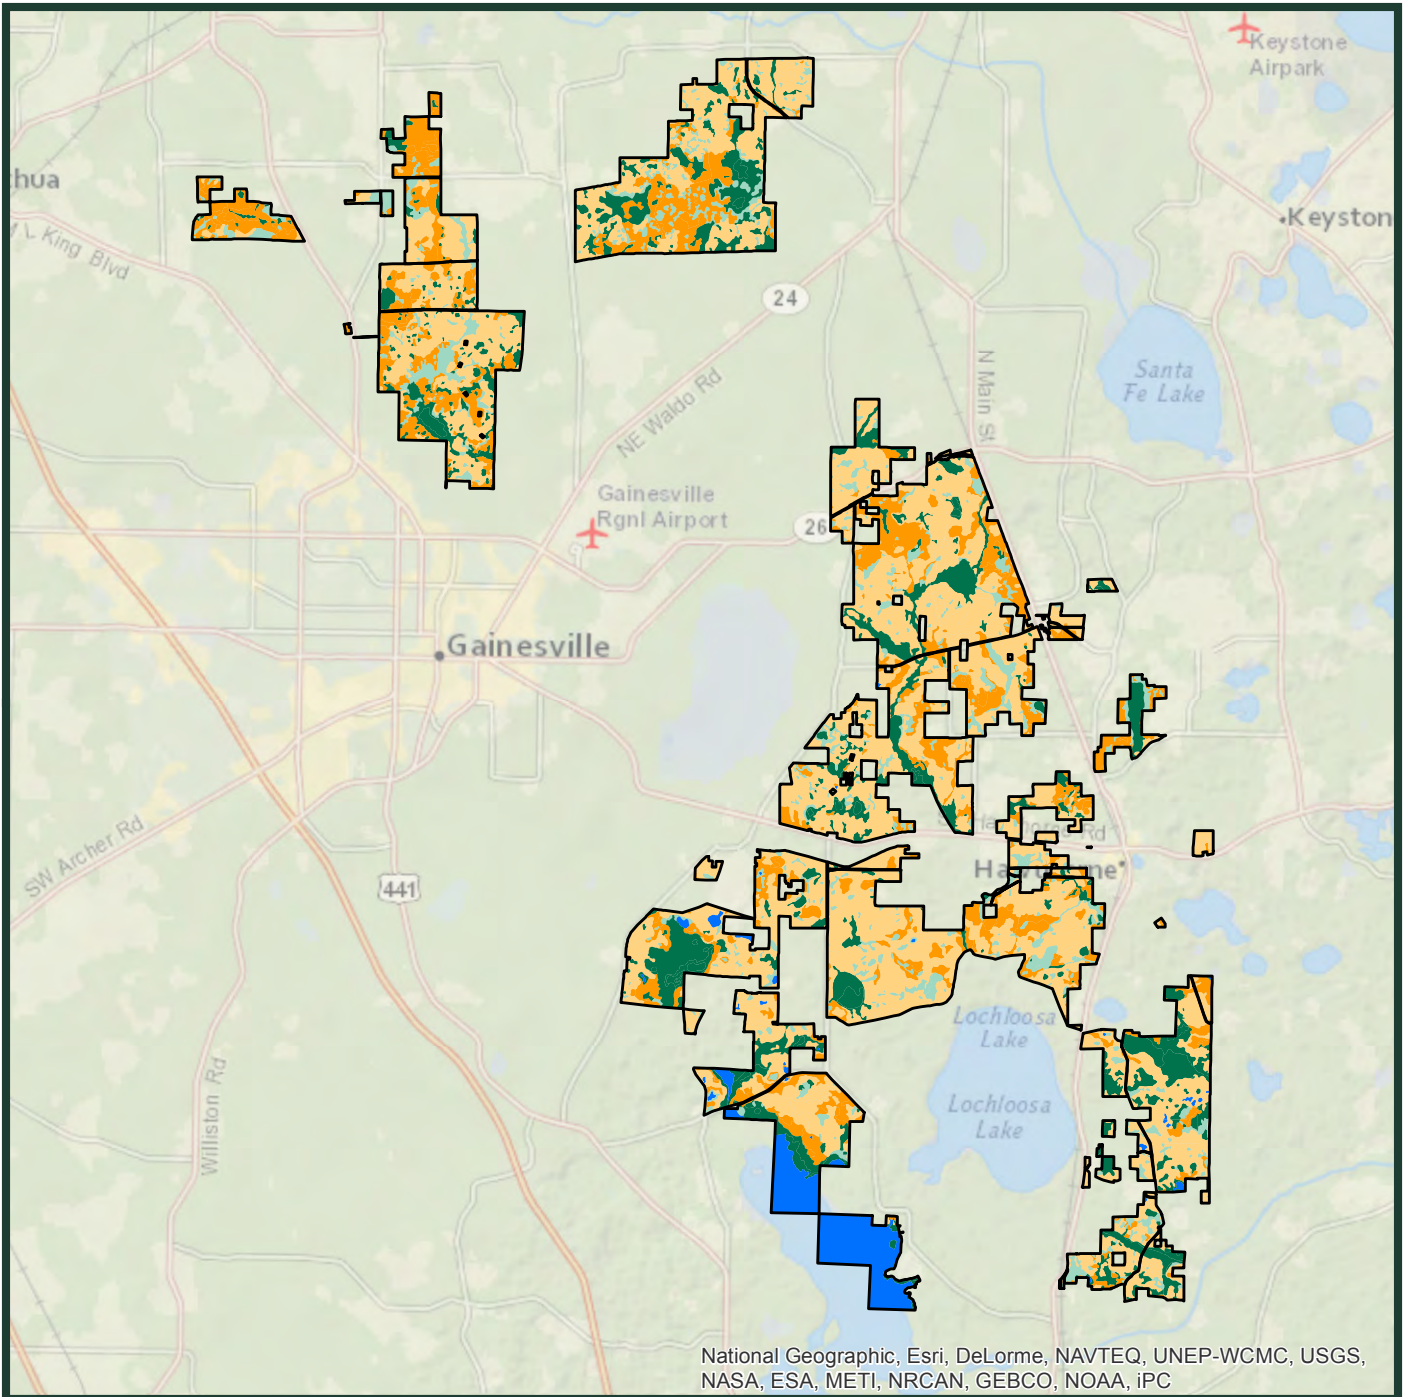 Keystone
Airpark
chua
Keyston
M L King Blvd
24
N Main St
Santa
Fe Lake
NE Waldo Rd
Gainesville
Rgnl Airport
26
Gainesville
SW Archer Rd
441
Rd
Lochloosa
Lake
Lochloosa
Lake
Williston Rd
National Geographic, Esri, DeLorme, NAVTEQ, UNEP-WCMC, USGS,
NASA, ESA, METI, NRCAN, GEBCO, NOAA, iPC